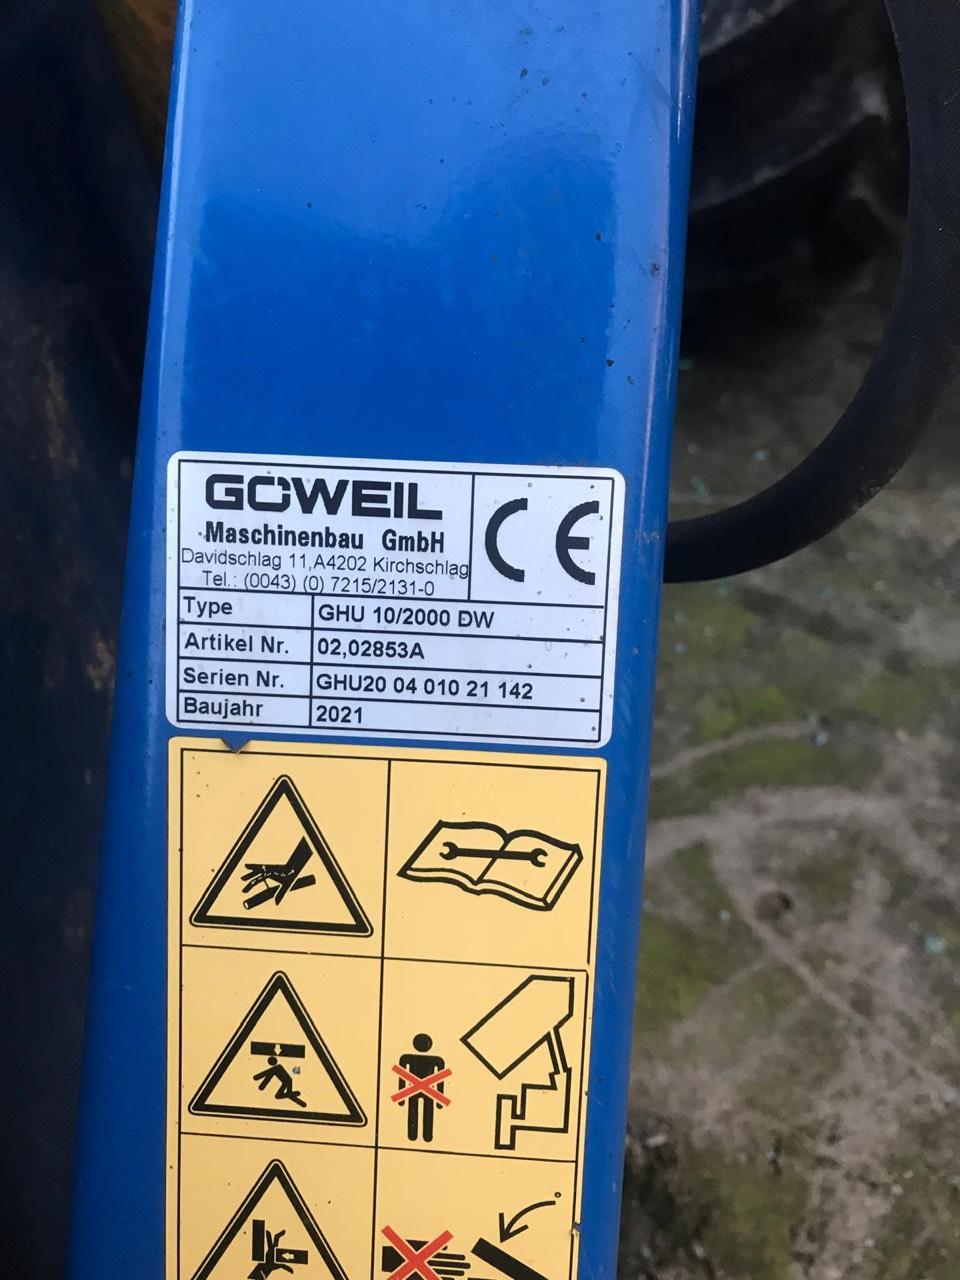 GÖWEIL
Maschinenbau GmbH
Davidschlag 11,A4202 Kirchschlag
Tel.: (0043) (0) 7215/2131-0
CE
Type GHU 10/2000 DW
Artikel Nr. 02,02853A
Serien Nr. GHU20 04 010 21 142
Baujahr 2021